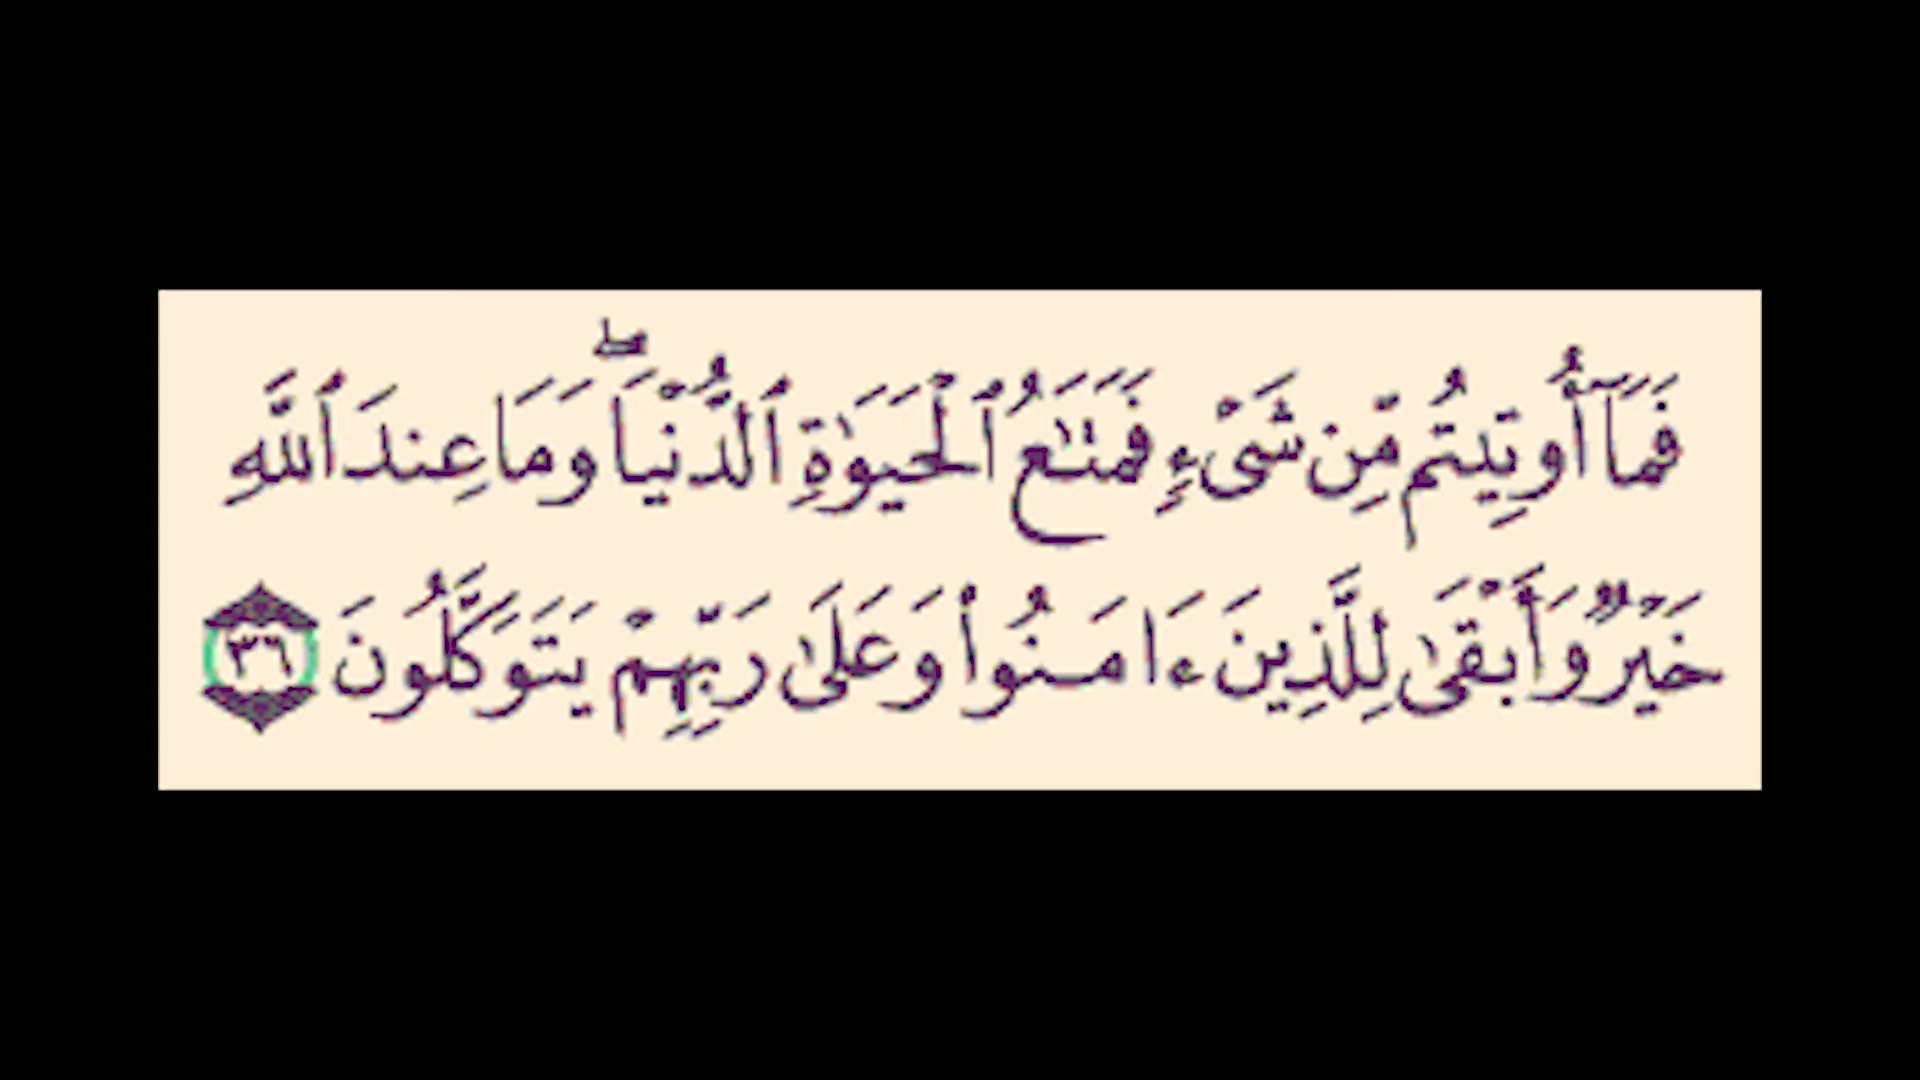 فَمَآ أُوتِيتُم مِّن شَىْءٍ فَمَتَـٰعُ ٱلْحَيَوٰةِ ٱلدُّنْيَا ۖ وَمَا عِندَ ٱللَّهِ
خَيْرٌ وَأَبْقَىٰ لِلَّذِينَ ءَامَنُوا۟ وَعَلَىٰ رَبِّهِمْ يَتَوَكَّلُونَ ٣٦